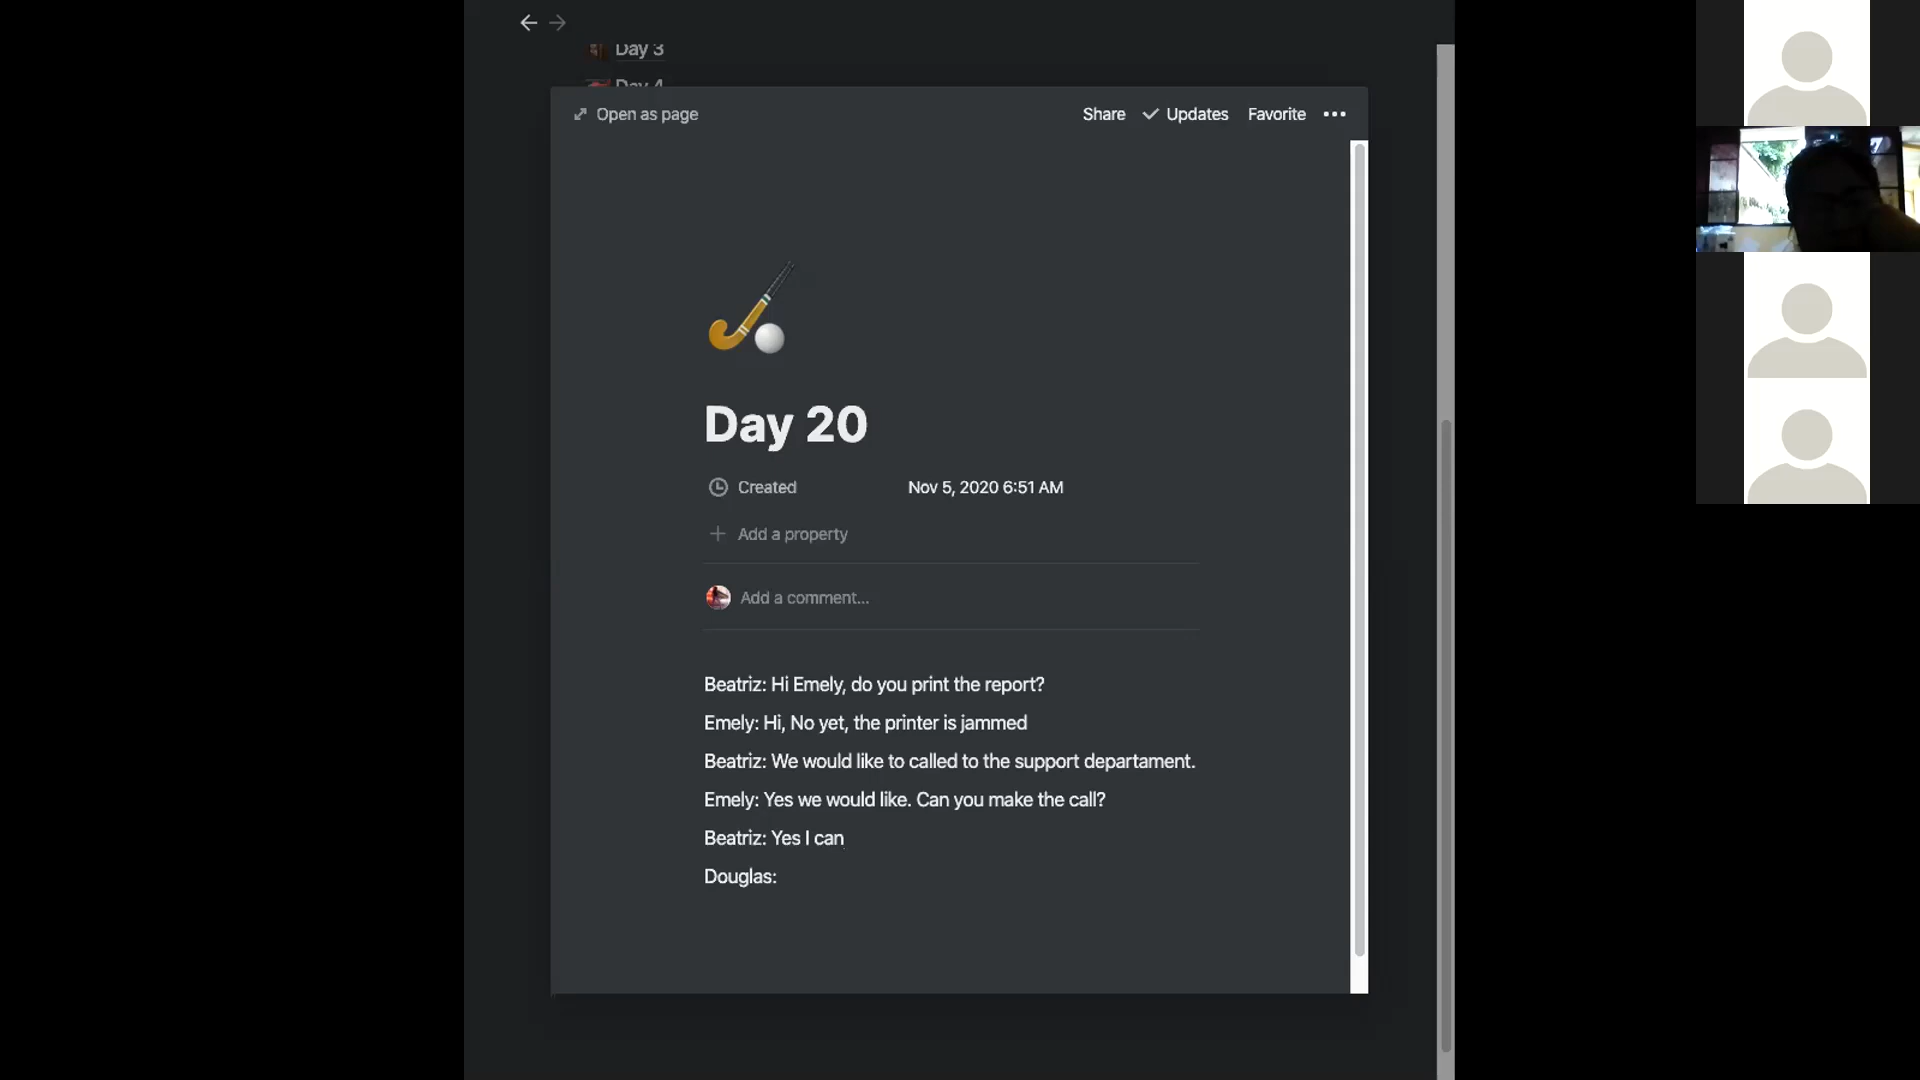 Day 3
Day 4
Open as page
Share
Updates
Favorite
Day 20
Created
Nov 5, 2020 6:51 AM
Add a property
Add a comment...
Beatriz: Hi Emely, do you print the report?
Emely: Hi, No yet, the printer is jammed
Beatriz: We would like to called to the support departament.
Emely: Yes we would like. Can you make the call?
Beatriz: Yes I can
Douglas: